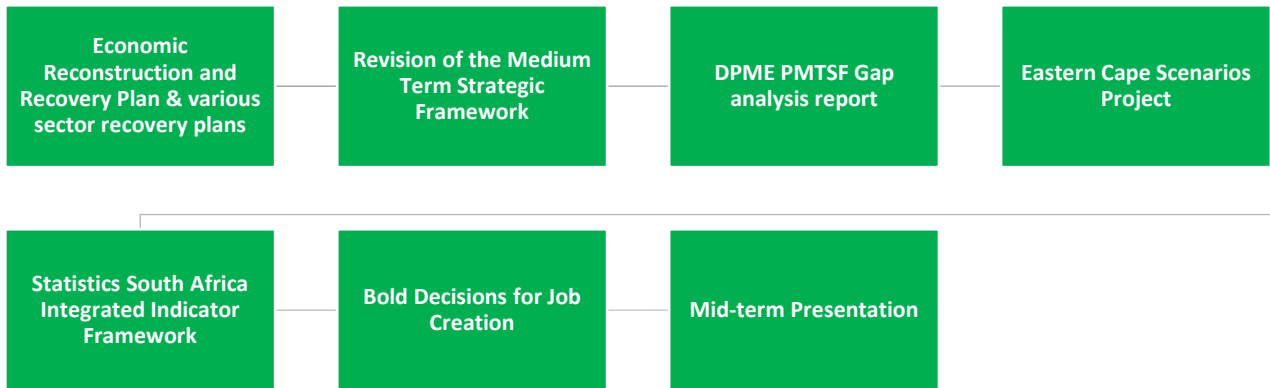 Economic
Reconstruction and
Recovery Plan & various
sector recovery plans
Revision of the Medium
Term Strategic
Framework
DPME PMTSF Gap
analysis report
Eastern Cape Scenarios
Project
Statistics South Africa
Integrated Indicator
Framework
Bold Decisions for Job
Creation
Mid-term Presentation